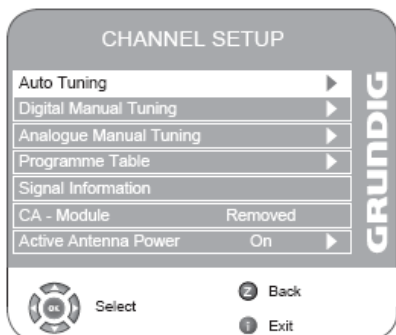 CHANNEL SETUP
Auto Tuning
Digital Manual Tuning
Analogue Manual Tuning
Programme Table
Signal Information
CA - Module Removed
Active Antenna Power On
GRUNDIG
OK Select
Z Back
i Exit